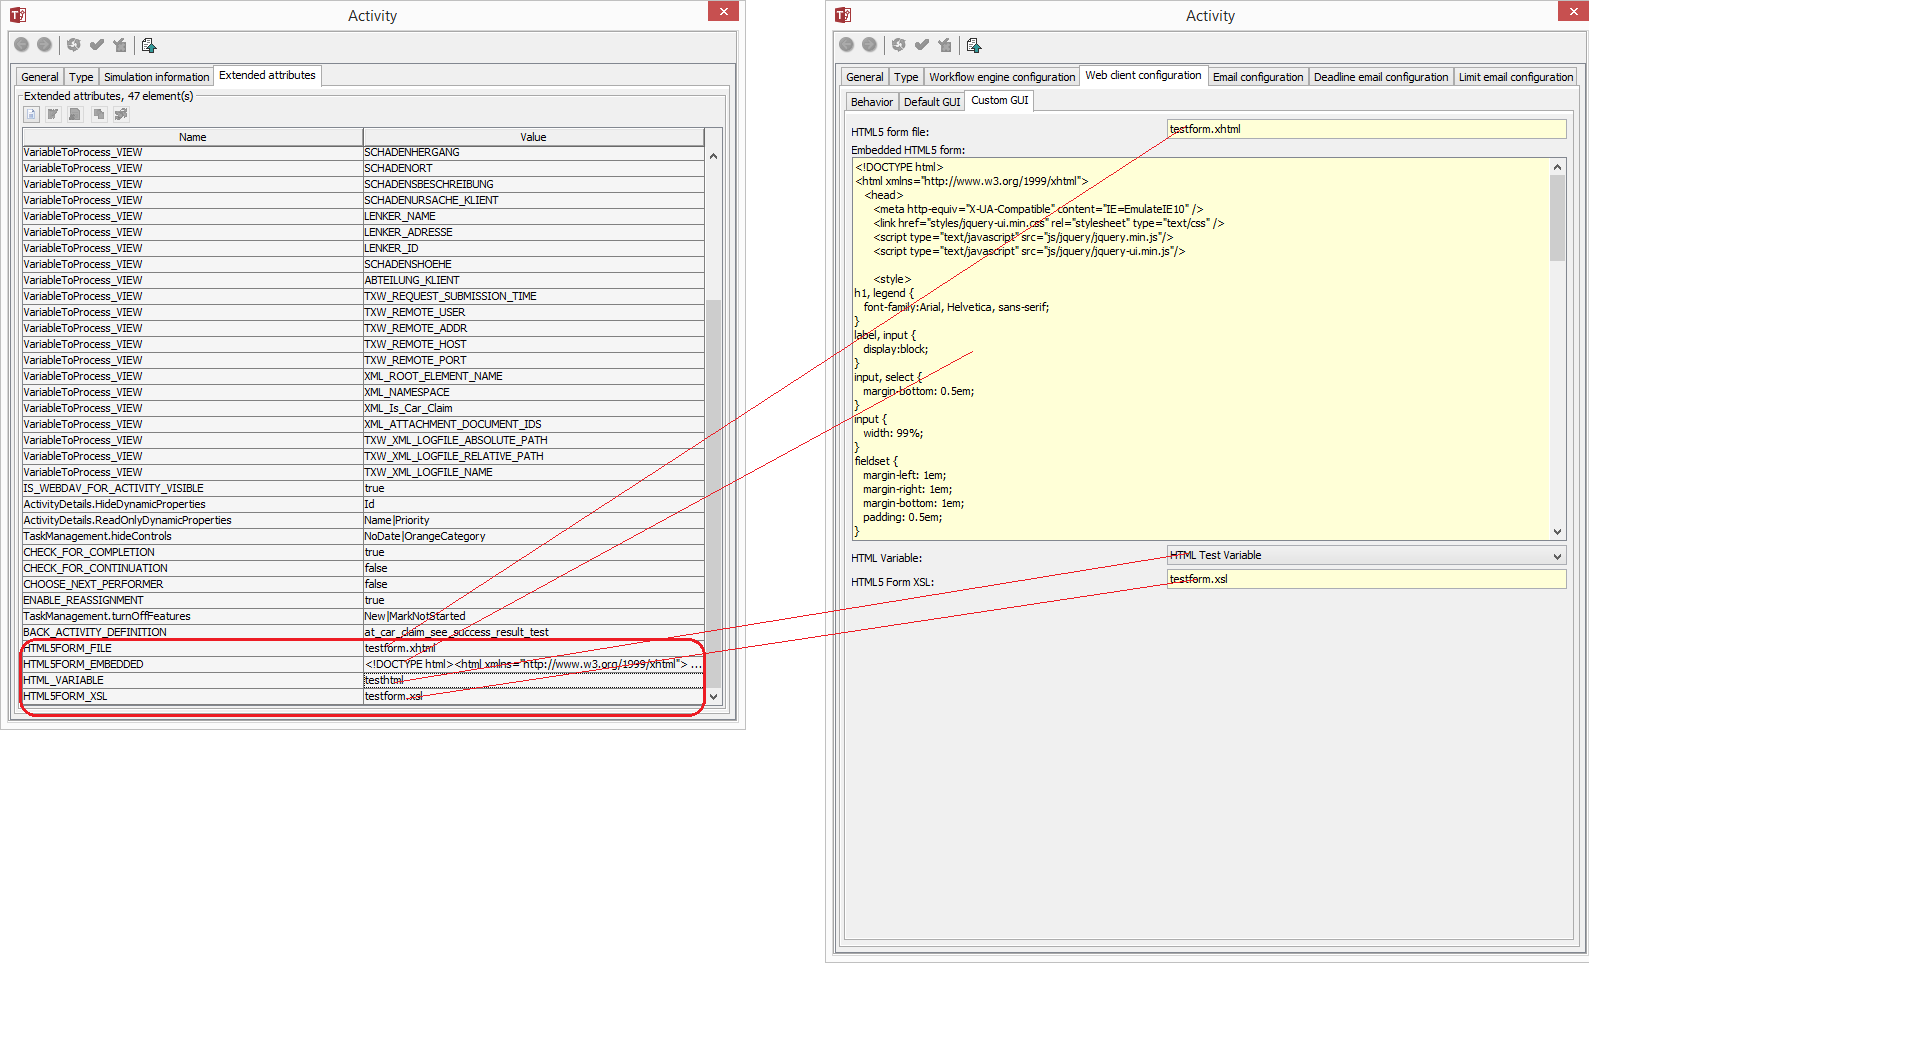 Activity
General Type Simulation information Extended attributes
Extended attributes, 47 element(s)
Name Value
VariableToProcess_VIEW SCHADENHERGANG
VariableToProcess_VIEW SCHADENORT
VariableToProcess_VIEW SCHADENSBESCHREIBUNG
VariableToProcess_VIEW SCHADENURSACHE_KLIENT
VariableToProcess_VIEW LENKER_NAME
VariableToProcess_VIEW LENKER_ADRESSE
VariableToProcess_VIEW LENKER_ID
VariableToProcess_VIEW SCHADENSHOEHE
VariableToProcess_VIEW ABTEILUNG_KLIENT
VariableToProcess_VIEW TXW_REQUEST_SUBMISSION_TIME
VariableToProcess_VIEW TXW_REMOTE_USER
VariableToProcess_VIEW TXW_REMOTE_ADDR
VariableToProcess_VIEW TXW_REMOTE_HOST
VariableToProcess_VIEW TXW_REMOTE_PORT
VariableToProcess_VIEW XML_ROOT_ELEMENT_NAME
VariableToProcess_VIEW XML_NAMESPACE
VariableToProcess_VIEW XML_Is_Car_Claim
VariableToProcess_VIEW XML_ATTACHMENT_DOCUMENT_IDS
VariableToProcess_VIEW TXW_XML_LOGFILE_ABSOLUTE_PATH
VariableToProcess_VIEW TXW_XML_LOGFILE_RELATIVE_PATH
VariableToProcess_VIEW TXW_XML_LOGFILE_NAME
IS_WEBDAV_FOR_ACTIVITY_VISIBLE true
ActivityDetails.HideDynamicProperties Id
ActivityDetails.ReadOnlyDynamicProperties Name|Priority
TaskManagement.hideControls NoDate|OrangeCategory
CHECK_FOR_COMPLETION true
CHECK_FOR_CONTINUATION false
CHOOSE_NEXT_PERFORMER false
ENABLE_REASSIGNMENT true
TaskManagement.turnOffFeatures New|MarkNotStarted
BACK_ACTIVITY_DEFINITION at_car_claim_see_success_result_test
HTML5FORM_FILE testform.xhtml
HTML5FORM_EMBEDDED <!DOCTYPE html><html xmlns="http://www.w3.org/1999/xhtml"> ...
HTML_VARIABLE testhtml
HTML5FORM_XSL testform.xsl
Activity
General Type Workflow engine configuration Web client configuration Email configuration Deadline email configuration Limit email configuration
Behavior Default GUI Custom GUI
HTML5 form file: testform.xhtml
Embedded HTML5 form:
<!DOCTYPE html>
<html xmlns="http://www.w3.org/1999/xhtml">
<head>
<meta http-equiv="X-UA-Compatible" content="IE=EmulateIE10" />
<link href="styles/jquery-ui.min.css" rel="stylesheet" type="text/css" />
<script type="text/javascript" src="js/jquery/jquery.min.js"/>
<script type="text/javascript" src="js/jquery/jquery-ui.min.js"/>
<style>
h1, legend {
font-family:Arial, Helvetica, sans-serif;
}
label, input {
display:block;
}
input, select {
margin-bottom: 0.5em;
}
input {
width: 99%;
}
fieldset {
margin-left: 1em;
margin-right: 1em;
margin-bottom: 1em;
padding: 0.5em;
}
HTML Variable: HTML Test Variable
HTML5 Form XSL: testform.xsl